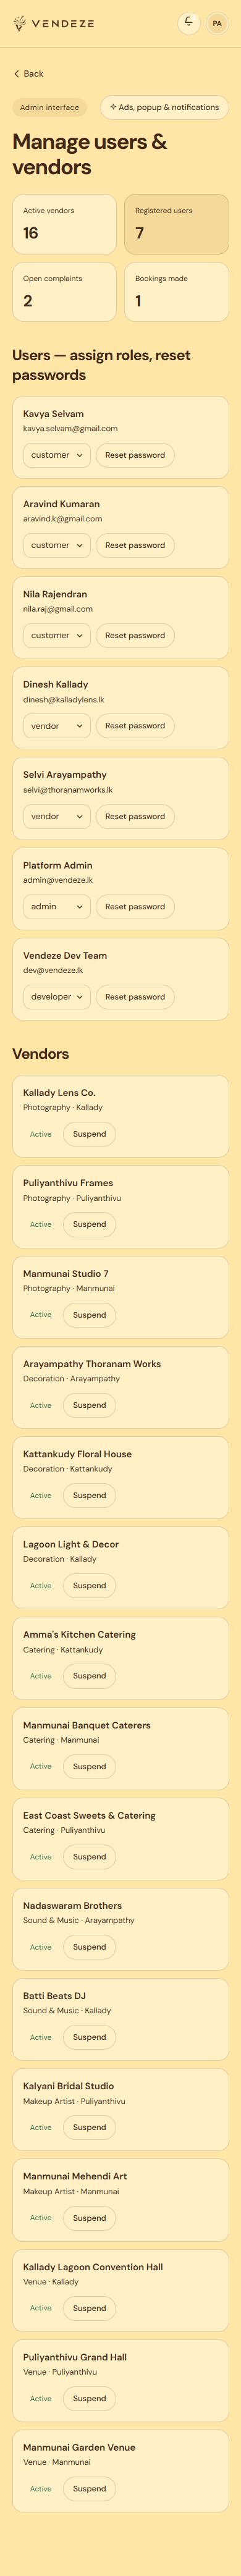 VENDEZE
PA
Back
Admin interface
Ads, popup & notifications
Manage users &
vendors
Active vendors
16
Registered users
7
Open complaints
2
Bookings made
1
Users — assign roles, reset
passwords
Kavya Selvam
kavya.selvam@gmail.com
customer
Reset password
Aravind Kumaran
aravind.k@gmail.com
customer
Reset password
Nila Rajendran
nila.raj@gmail.com
customer
Reset password
Dinesh Kallady
dinesh@kalladylens.lk
vendor
Reset password
Selvi Arayampathy
selvi@thoranamworks.lk
vendor
Reset password
Platform Admin
admin@vendeze.lk
admin
Reset password
Vendeze Dev Team
dev@vendeze.lk
developer
Reset password
Vendors
Kallady Lens Co.
Photography · Kallady
Active
Suspend
Puliyanthivu Frames
Photography · Puliyanthivu
Active
Suspend
Manmunai Studio 7
Photography · Manmunai
Active
Suspend
Arayampathy Thoranam Works
Decoration · Arayampathy
Active
Suspend
Kattankudy Floral House
Decoration · Kattankudy
Active
Suspend
Lagoon Light & Decor
Decoration · Kallady
Active
Suspend
Amma's Kitchen Catering
Catering · Kattankudy
Active
Suspend
Manmunai Banquet Caterers
Catering · Manmunai
Active
Suspend
East Coast Sweets & Catering
Catering · Puliyanthivu
Active
Suspend
Nadaswaram Brothers
Sound & Music · Arayampathy
Active
Suspend
Batti Beats DJ
Sound & Music · Kallady
Active
Suspend
Kalyani Bridal Studio
Makeup Artist · Puliyanthivu
Active
Suspend
Manmunai Mehendi Art
Makeup Artist · Manmunai
Active
Suspend
Kallady Lagoon Convention Hall
Venue · Kallady
Active
Suspend
Puliyanthivu Grand Hall
Venue · Puliyanthivu
Active
Suspend
Manmunai Garden Venue
Venue · Manmunai
Active
Suspend